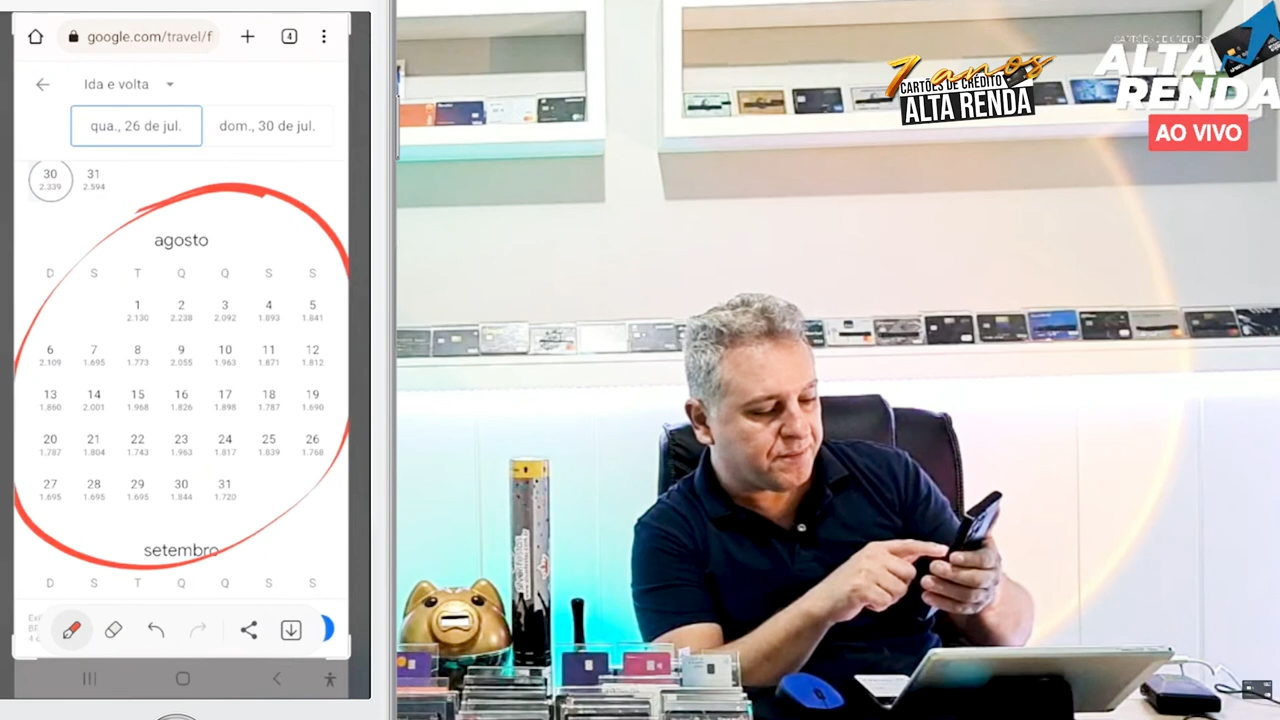 google.com/travel/f
4
Ida e volta
qua., 26 de jul.
dom., 30 de jul.
30 31
2.339 2.594
agosto
D S T Q Q S S
1 2 3 4 5
2.130 2.238 2.092 1.893 1.841
6 7 8 9 10 11 12
2.109 1.695 1.773 2.055 1.963 1.871 1.812
13 14 15 16 17 18 19
1.860 2.001 1.968 1.826 1.898 1.787 1.690
20 21 22 23 24 25 26
1.787 1.804 1.743 1.963 1.817 1.839 1.760
27 28 29 30 31
1.695 1.695 1.695 1.844 1.720
setembro
D S T Q Q S S
7 anos
CARTÕES DE CRÉDITO
ALTA RENDA
CARTÕES DE CRÉDITO
ALTA
RENDA
AO VIVO